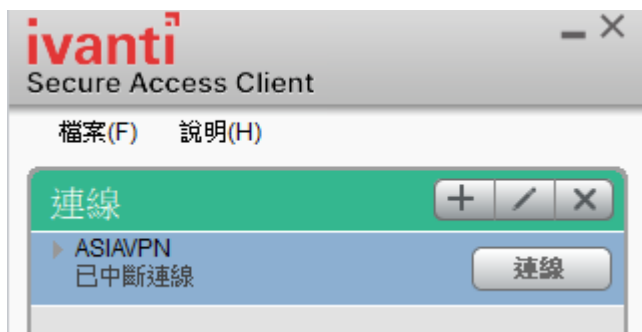 ivanti
Secure Access Client
檔案(F) 說明(H)
連線
ASIAVPN
已中斷連線
連線